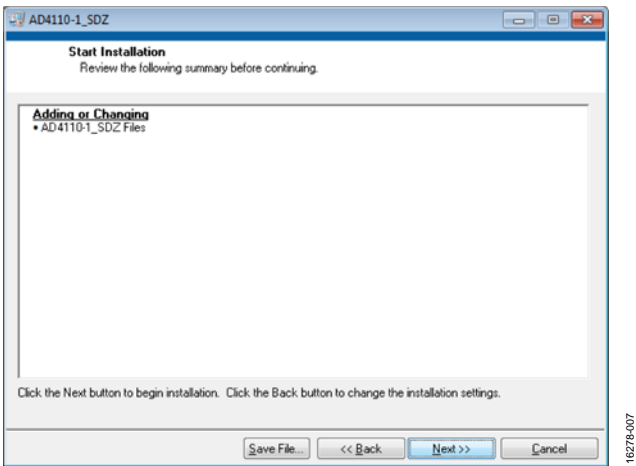 AD4110-1_SDZ
Start Installation
Review the following summary before continuing.
Adding or Changing
• AD4110-1_SDZ Files
Click the Next button to begin installation. Click the Back button to change the installation settings.
Save File...
<< Back
Next >>
Cancel
16278-007